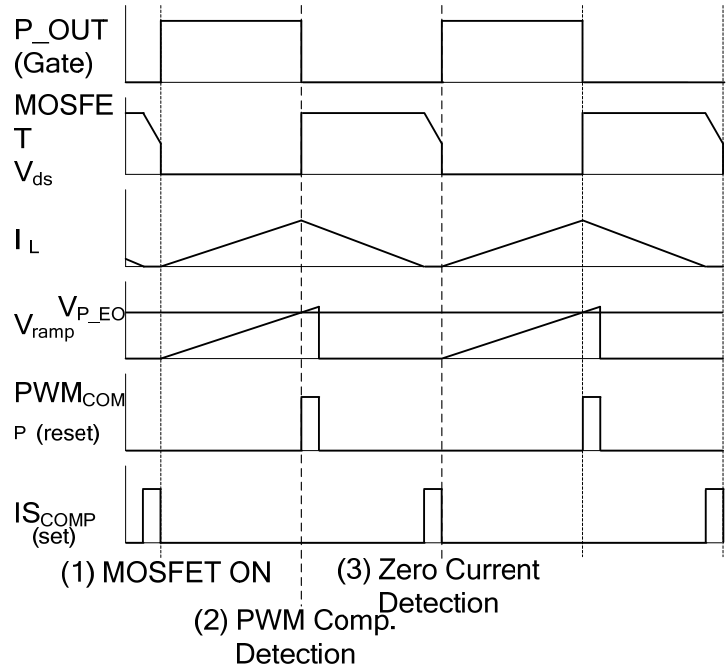 P_OUT
(Gate)
MOSFE
T
Vds
IL
VP_EO
Vramp
PWMCOM
P (reset)
ISCOMP
(set)
(1) MOSFET ON
(3) Zero Current
Detection
(2) PWM Comp.
Detection